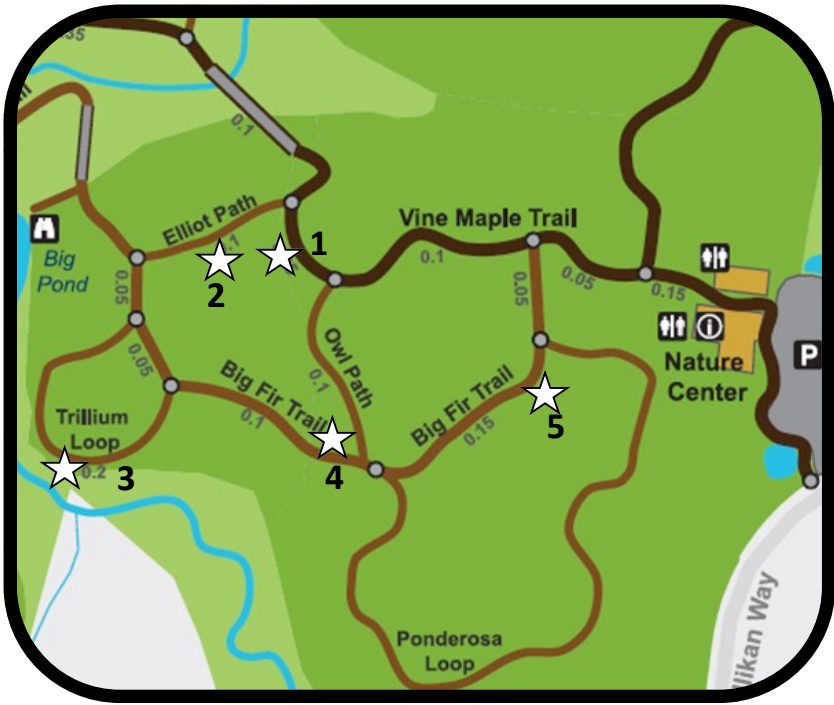 0.1
Elliot Path
Vine Maple Trail
1
.1
2
Big
Pond
0.1
0.05
0.05
0.05
0.15
i
P
Nature
Center
Owl Path
0.1
0.05
Big Fir Trail
0.1
Big Fir Trail
0.15
Trillium
Loop
0.2
3
4
5
Ponderosa
Loop
likan Way